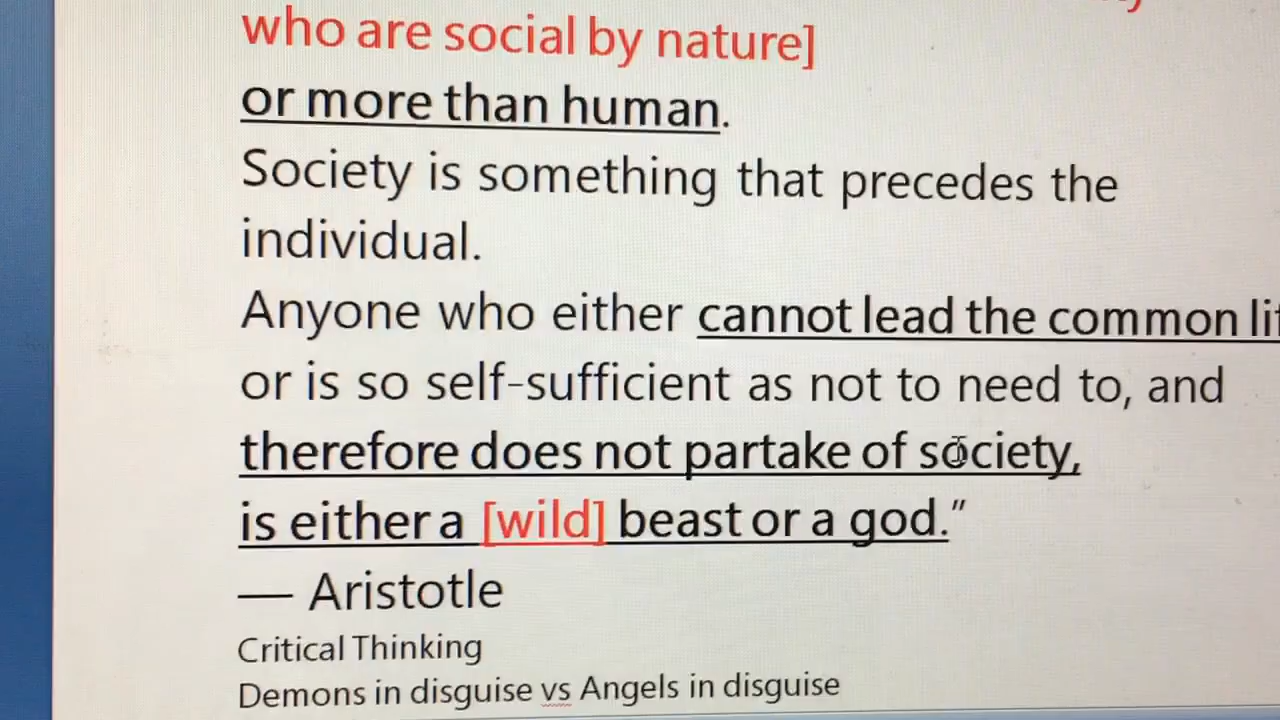 who are social by nature]
or more than human.
Society is something that precedes the
individual.
Anyone who either cannot lead the common
or is so self-sufficient as not to need to, and
therefore does not partake of society,
is either a [wild] beast or a god.”
— Aristotle
Critical Thinking
Demons in disguise vs Angels in disguise